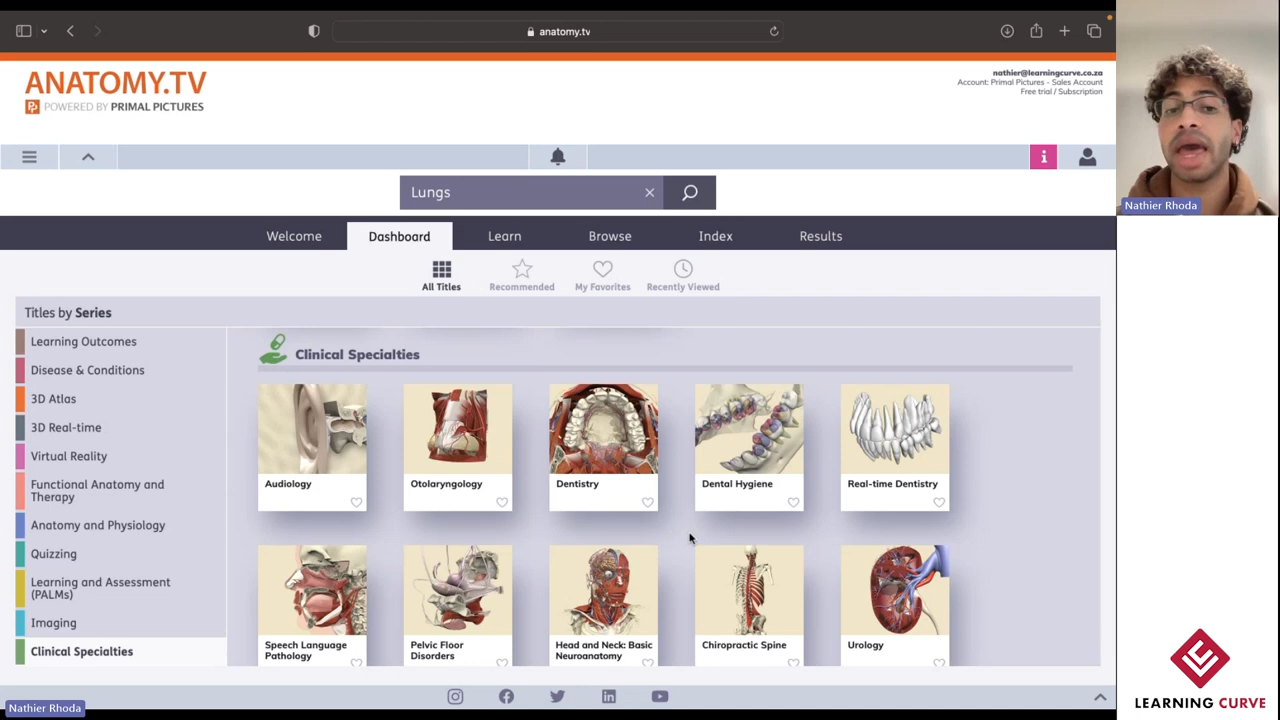 anatomy.tv
ANATOMY.TV
POWERED BY PRIMAL PICTURES
nathier@learningcurve.co.za
Account: Primal Pictures - Sales Account
Free trial / Subscription
Lungs
Welcome
Dashboard
Learn
Browse
Index
Results
All Titles
Recommended
My Favorites
Recently Viewed
Titles by Series
Learning Outcomes
Disease & Conditions
3D Atlas
3D Real-time
Virtual Reality
Functional Anatomy and
Therapy
Anatomy and Physiology
Quizzing
Learning and Assessment
(PALMs)
Imaging
Clinical Specialties
Clinical Specialties
Audiology
Otolaryngology
Dentistry
Dental Hygiene
Real-time Dentistry
Speech Language
Pathology
Pelvic Floor
Disorders
Head and Neck: Basic
Neuroanatomy
Chiropractic Spine
Urology
Nathier Rhoda
Nathier Rhoda
LEARNING CURVE